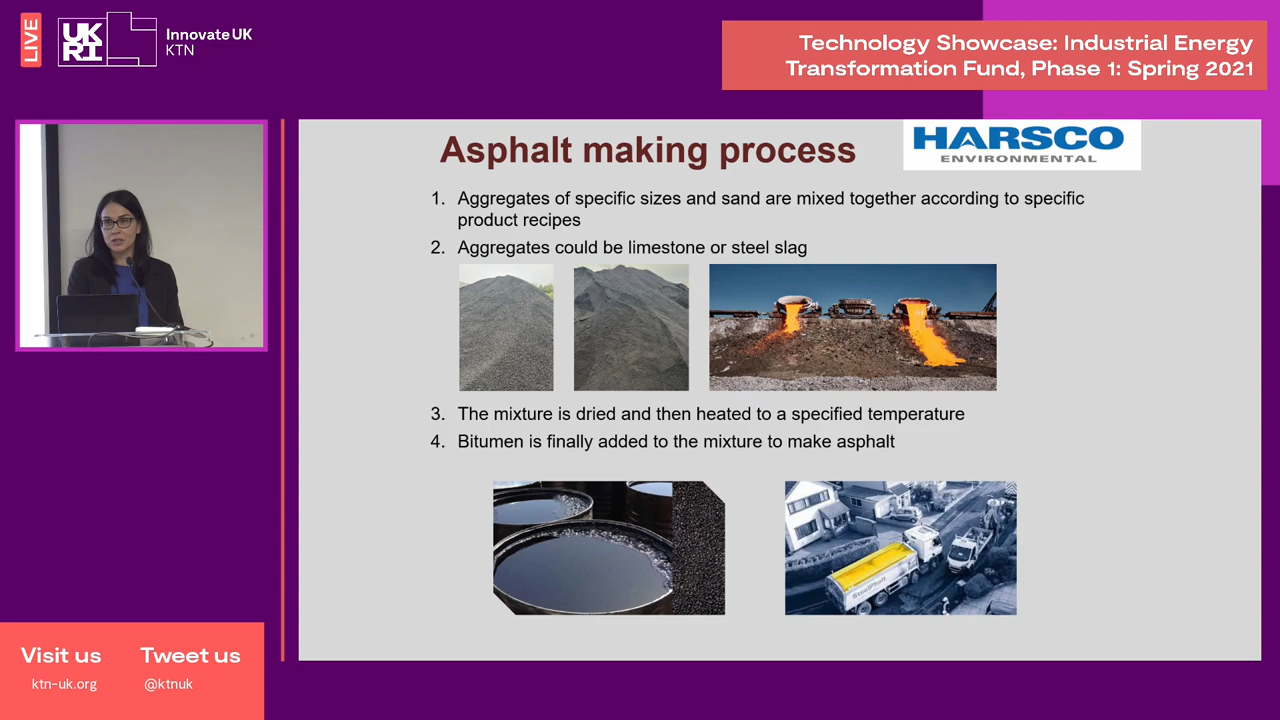 LIVE
UK
RI
Innovate UK
KTN
Technology Showcase: Industrial Energy
Transformation Fund, Phase 1: Spring 2021
Asphalt making process
HARSCO
ENVIRONMENTAL
1. Aggregates of specific sizes and sand are mixed together according to specific
product recipes
2. Aggregates could be limestone or steel slag
3. The mixture is dried and then heated to a specified temperature
4. Bitumen is finally added to the mixture to make asphalt
SteelPhalt
Visit us
ktn-uk.org
Tweet us
@ktnuk